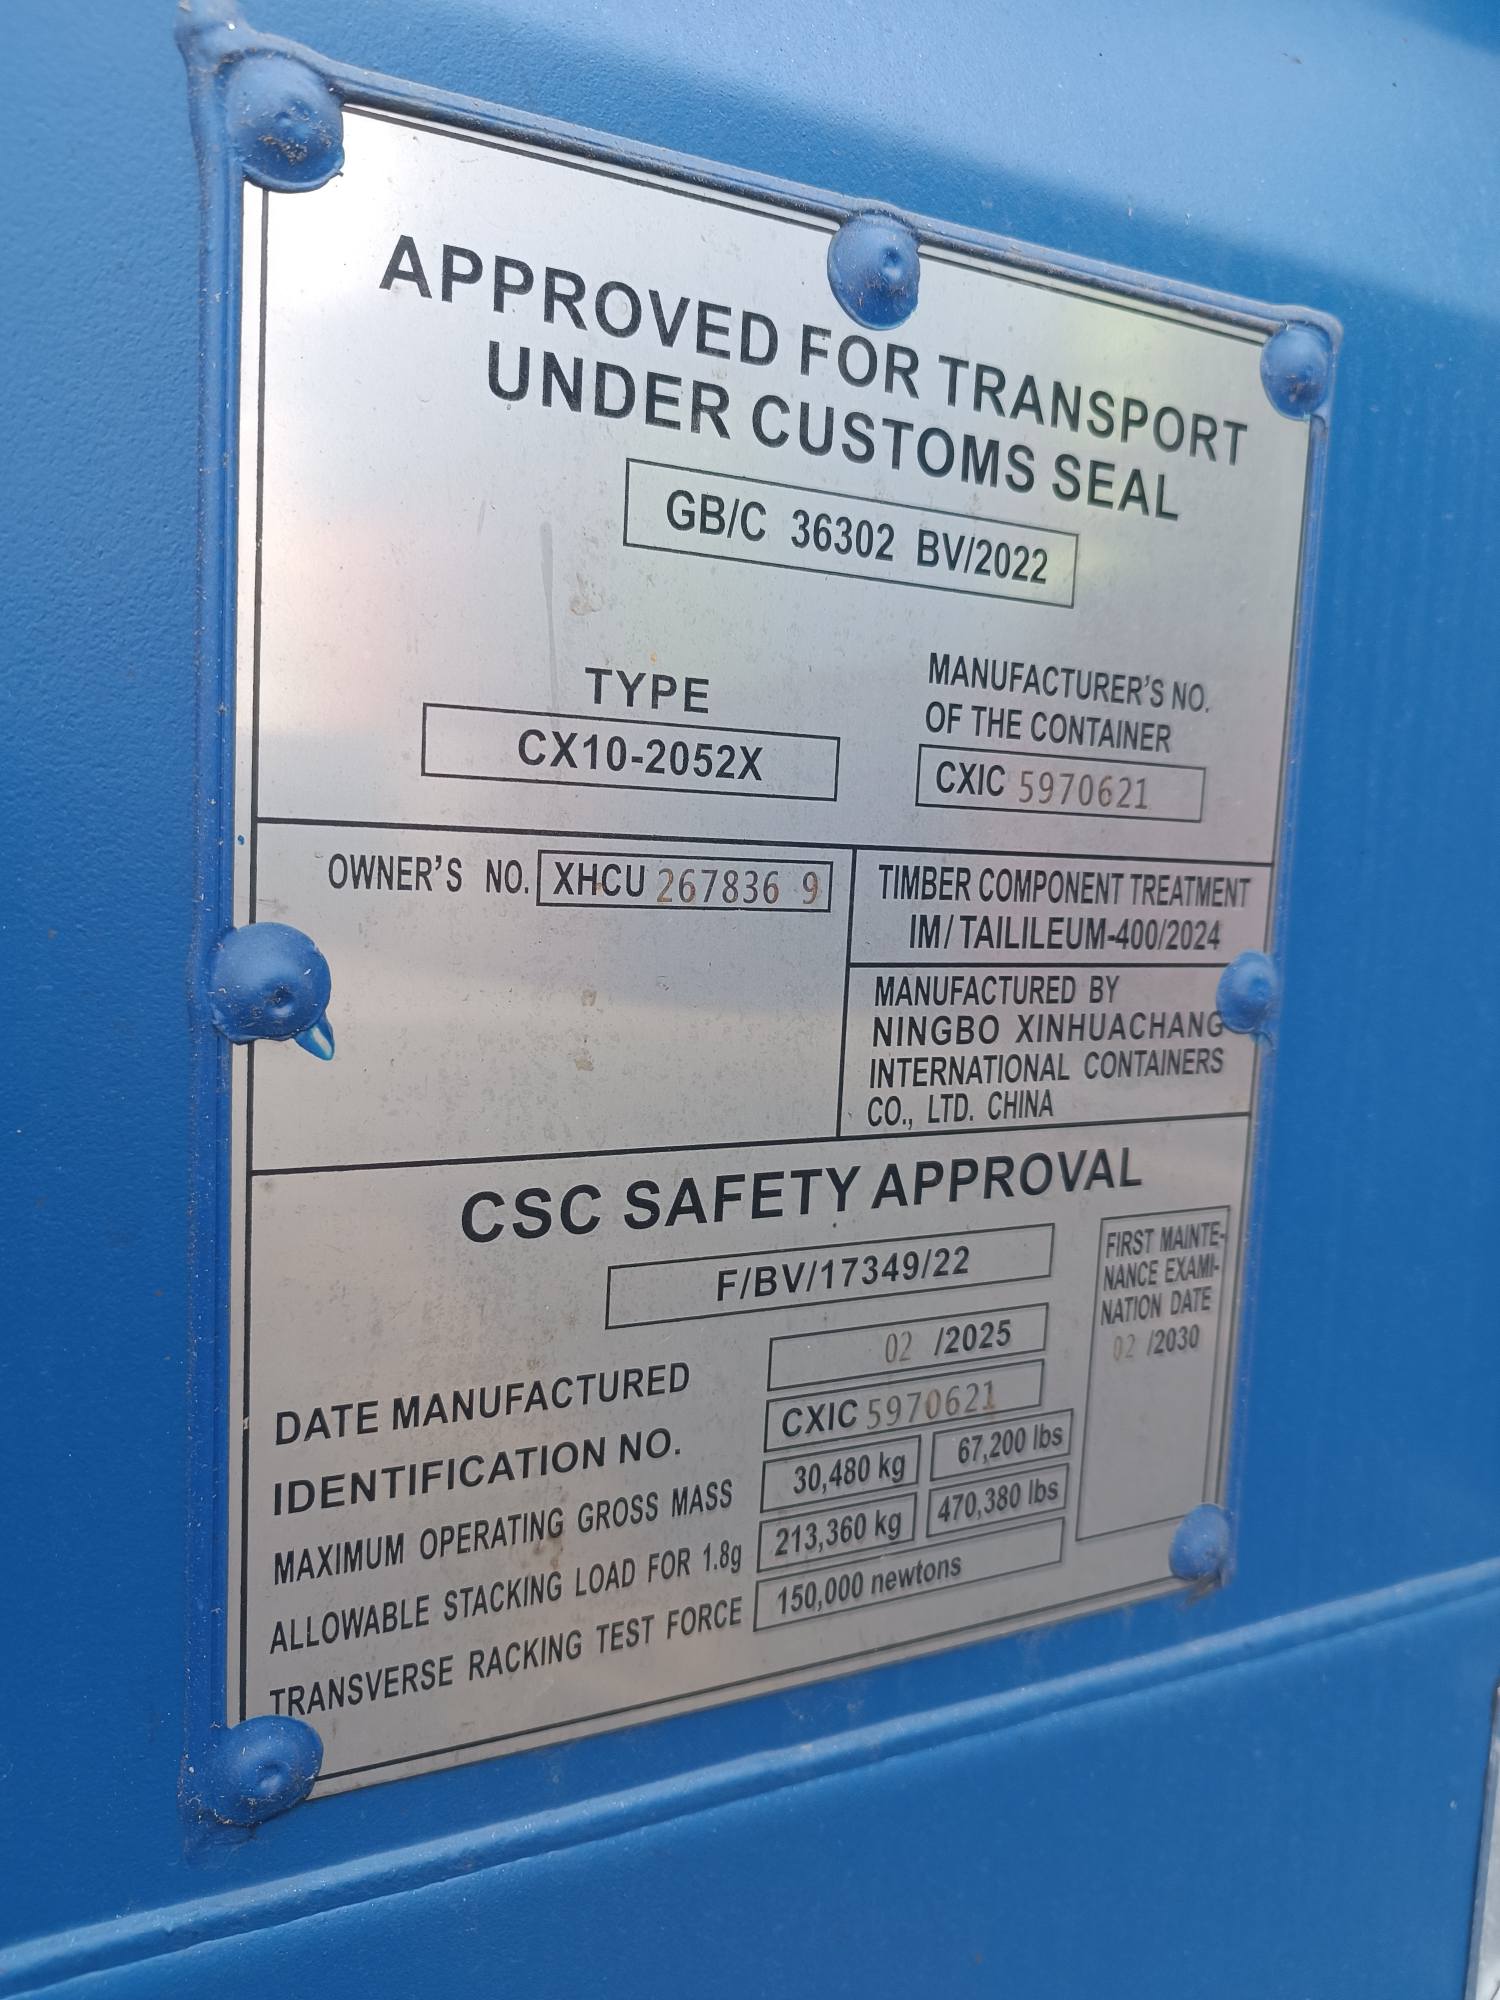 APPROVED FOR TRANSPORT
UNDER CUSTOMS SEAL
GB/C 36302 BV/2022
TYPE
CX10-2052X
MANUFACTURER'S NO.
OF THE CONTAINER
CXIC 5970621
OWNER'S NO. XHCU 267836 9
TIMBER COMPONENT TREATMENT
IM/TAILILEUM-400/2024
MANUFACTURED BY
NINGBO XINHUACHANG
INTERNATIONAL CONTAINERS
CO., LTD. CHINA
CSC SAFETY APPROVAL
F/BV/17349/22
DATE MANUFACTURED 02 /2025
IDENTIFICATION NO. CXIC 5970621
MAXIMUM OPERATING GROSS MASS 30,480 kg 67,200 lbs
ALLOWABLE STACKING LOAD FOR 1.8g 213,360 kg 470,380 lbs
TRANSVERSE RACKING TEST FORCE 150,000 newtons
FIRST MAINTE-
NANCE EXAMI-
NATION DATE
02 /2030